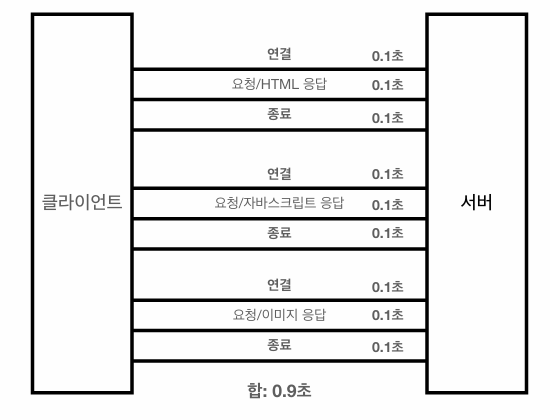 연결 0.1초
요청/HTML 응답 0.1초
종료 0.1초
연결 0.1초
클라이언트 요청/자바스크립트 응답 0.1초 서버
종료 0.1초
연결 0.1초
요청/이미지 응답 0.1초
종료 0.1초
합: 0.9초